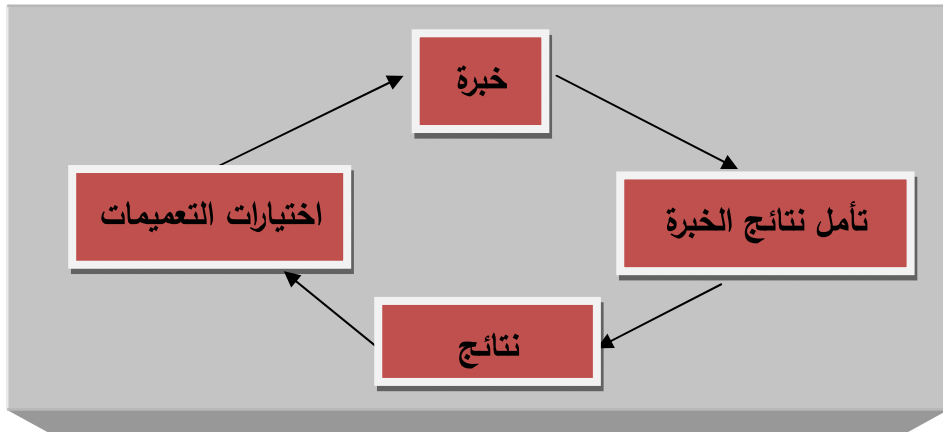 خبرة
تأمل نتائج الخبرة
اختيارات التعميمات
نتائج